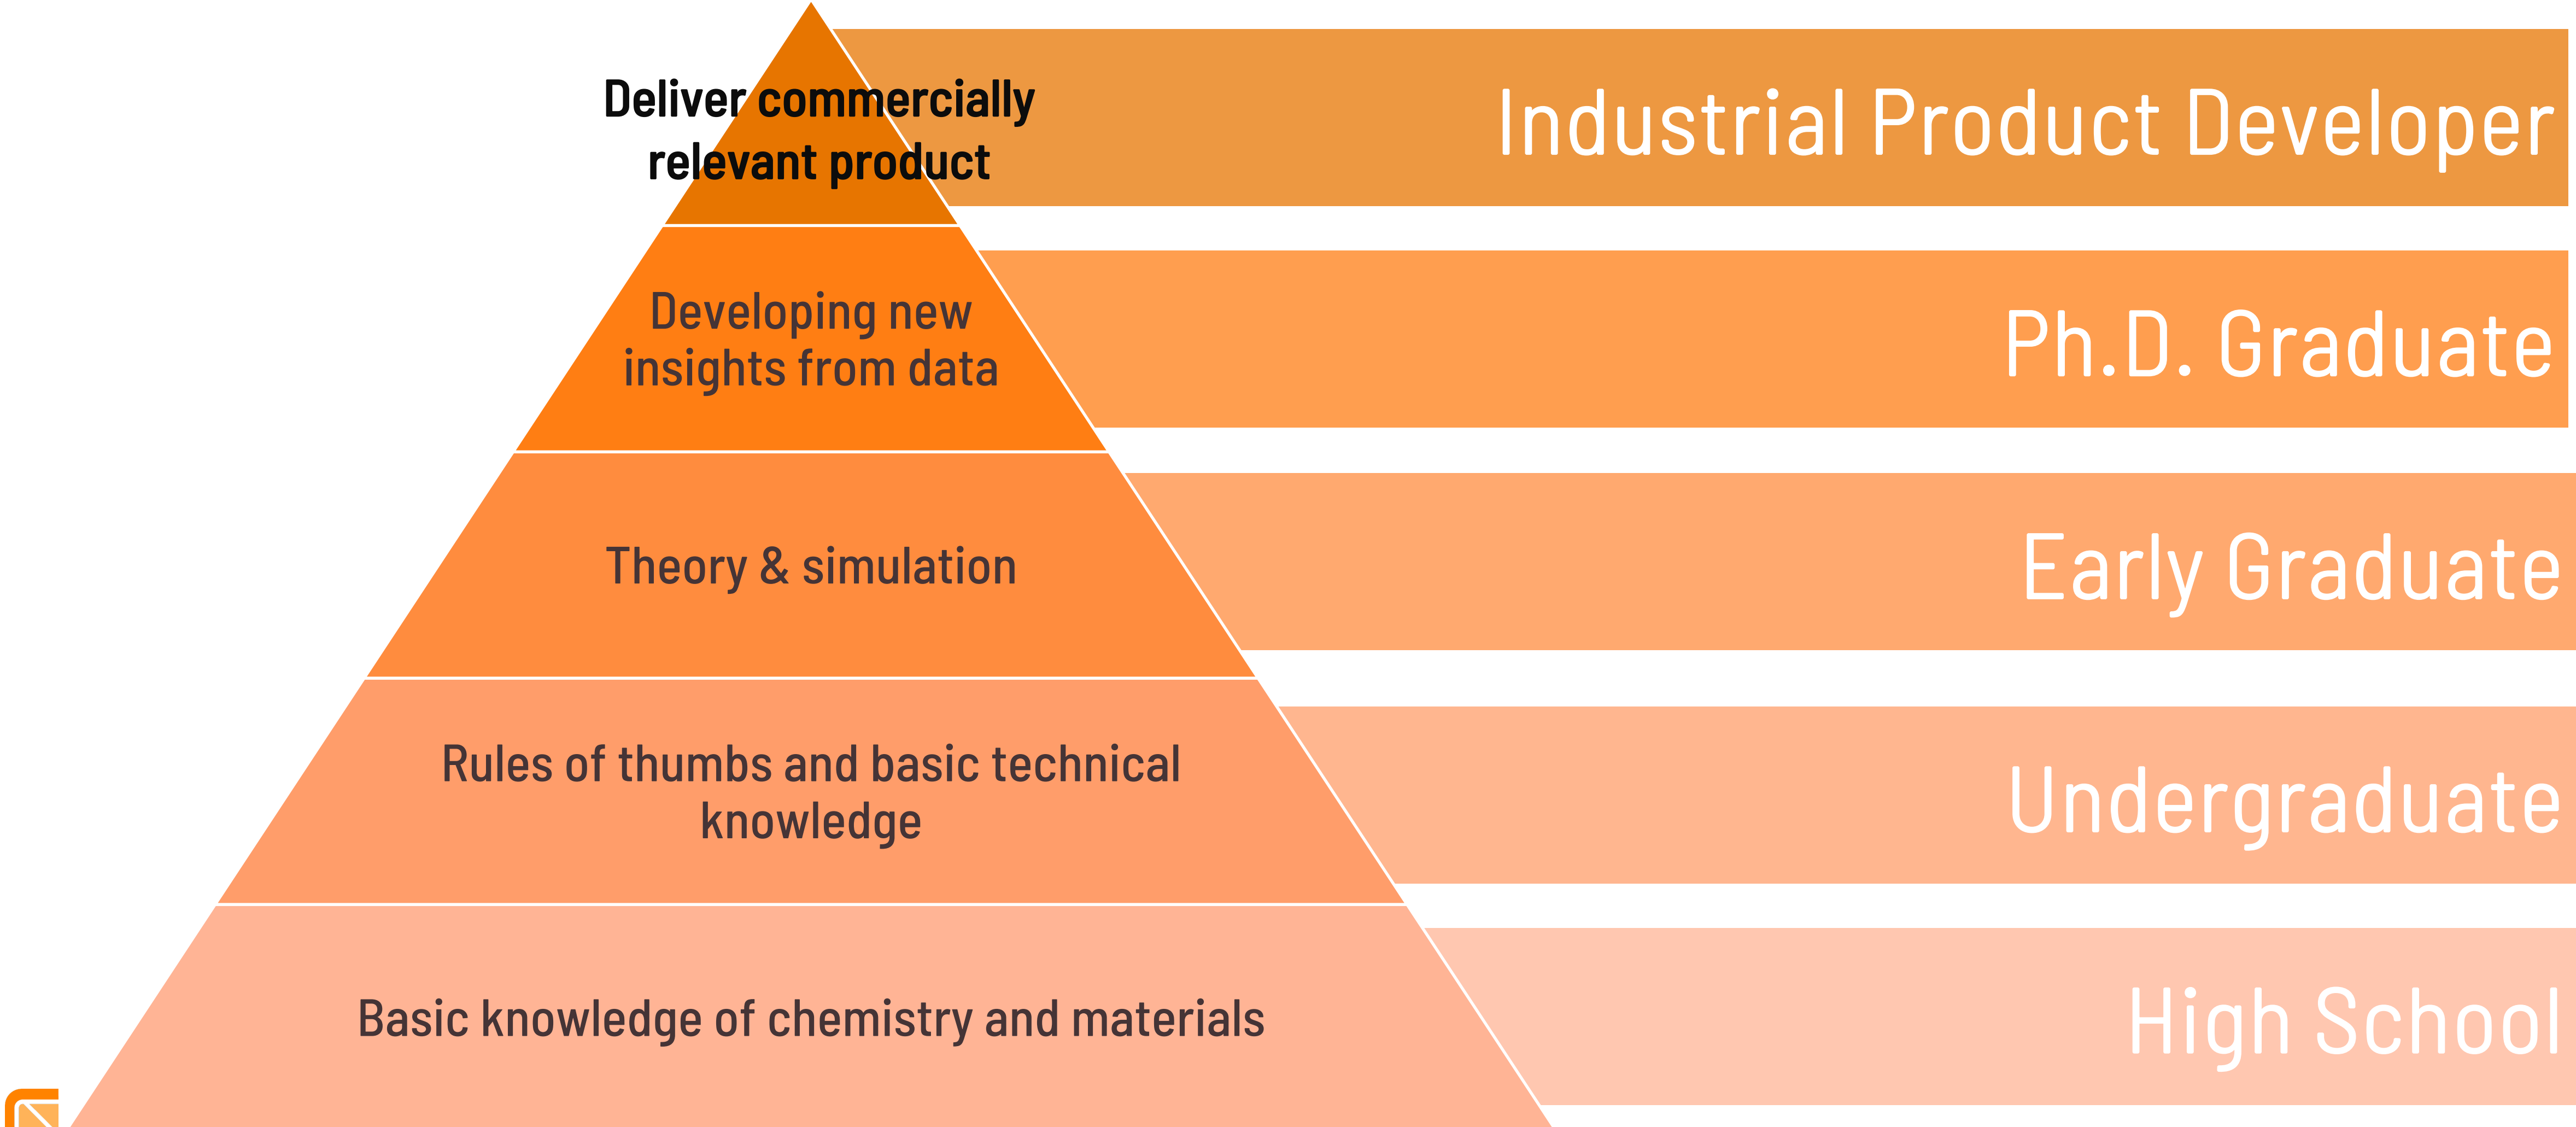 Deliver commercially
relevant product
Industrial Product Developer
Developing new
insights from data
Ph.D. Graduate
Theory & simulation
Early Graduate
Rules of thumbs and basic technical
knowledge
Undergraduate
Basic knowledge of chemistry and materials
High School